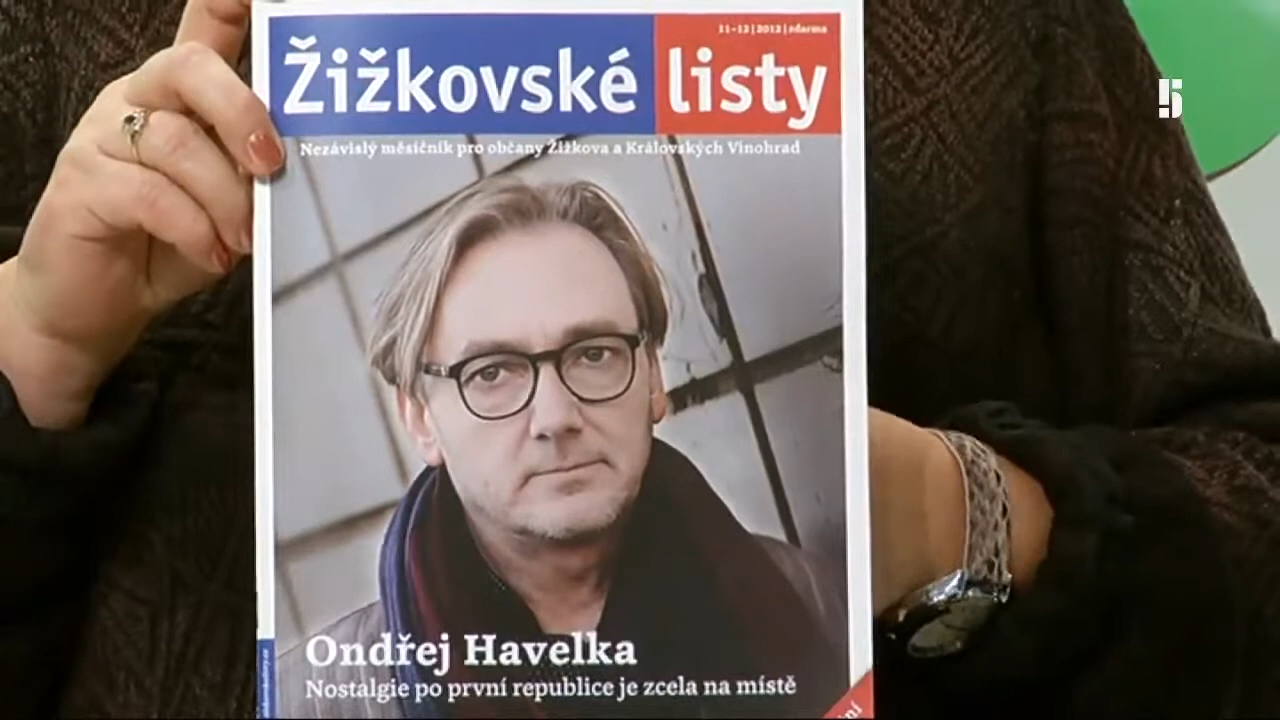 11–12 | 2012 | zdarma
Žižkovské listy
Nezávislý měsíčník pro občany Žižkova a Královských Vinohrad
5
Ondřej Havelka
Nostalgie po první republice je zcela na místě